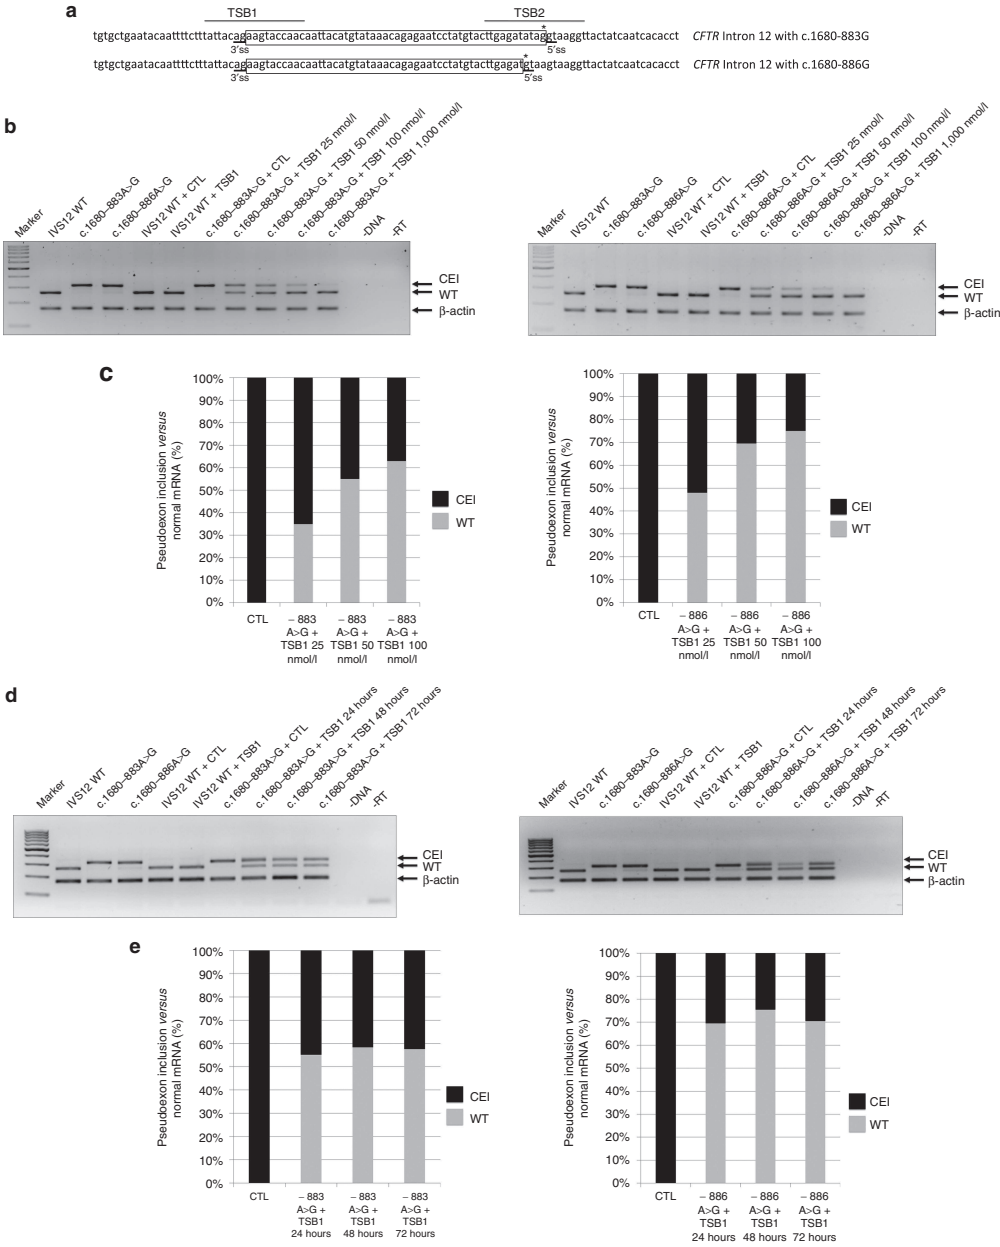 a
TSB1 TSB2
*
tgtgctgaatacaattttctttattacagaagtaccaacaattacatgtataaacagagaatcctatgtacttgagatataggtaaggttactatcaatcacacct CFTR Intron 12 with c.1680-883G
3'ss 5'ss
*
tgtgctgaatacaattttctttattacagaagtaccaacaattacatgtataaacagagaatcctatgtacttgagatgtaagtaaggttactatcaatcacacct CFTR Intron 12 with c.1680-886G
3'ss 5'ss
b
Marker
IVS12 WT
c.1680–883A>G
c.1680–886A>G
IVS12 WT + CTL
IVS12 WT + TSB1
c.1680–883A>G + CTL
c.1680–883A>G + TSB1 25 nmol/l
c.1680–883A>G + TSB1 50 nmol/l
c.1680–883A>G + TSB1 100 nmol/l
c.1680–883A>G + TSB1 1,000 nmol/l
-DNA
-RT
CEI
WT
β-actin
Marker
IVS12 WT
c.1680–883A>G
c.1680–886A>G
IVS12 WT + CTL
IVS12 WT + TSB1
c.1680–886A>G + CTL
c.1680–886A>G + TSB1 25 nmol/l
c.1680–886A>G + TSB1 50 nmol/l
c.1680–886A>G + TSB1 100 nmol/l
c.1680–886A>G + TSB1 1,000 nmol/l
-DNA
-RT
CEI
WT
β-actin
c
Pseudoexon inclusion versus
normal mRNA (%)
100%
90%
80%
70%
60%
50%
40%
30%
20%
10%
0%
CTL
– 883
A>G +
TSB1 25
nmol/l
– 883
A>G +
TSB1 50
nmol/l
– 883
A>G +
TSB1 100
nmol/l
CEI
WT
Pseudoexon inclusion versus
normal mRNA (%)
100%
90%
80%
70%
60%
50%
40%
30%
20%
10%
0%
CTL
– 886
A>G +
TSB1 25
nmol/l
– 886
A>G +
TSB1 50
nmol/l
– 886
A>G +
TSB1 100
nmol/l
CEI
WT
d
Marker
IVS12 WT
c.1680–883A>G
c.1680–886A>G
IVS12 WT + CTL
IVS12 WT + TSB1
c.1680–883A>G + CTL
c.1680–883A>G + TSB1 24 hours
c.1680–883A>G + TSB1 48 hours
c.1680–883A>G + TSB1 72 hours
-DNA
-RT
CEI
WT
β-actin
Marker
IVS12 WT
c.1680–883A>G
c.1680–886A>G
IVS12 WT + CTL
IVS12 WT + TSB1
c.1680–886A>G + CTL
c.1680–886A>G + TSB1 24 hours
c.1680–886A>G + TSB1 48 hours
c.1680–886A>G + TSB1 72 hours
-DNA
-RT
CEI
WT
β-actin
e
Pseudoexon inclusion versus
normal mRNA (%)
100%
90%
80%
70%
60%
50%
40%
30%
20%
10%
0%
CTL
– 883
A>G +
TSB1
24 hours
– 883
A>G +
TSB1
48 hours
– 883
A>G +
TSB1
72 hours
CEI
WT
Pseudoexon inclusion versus
normal mRNA (%)
100%
90%
80%
70%
60%
50%
40%
30%
20%
10%
0%
CTL
– 886
A>G +
TSB1
24 hours
– 886
A>G +
TSB1
48 hours
– 886
A>G +
TSB1
72 hours
CEI
WT